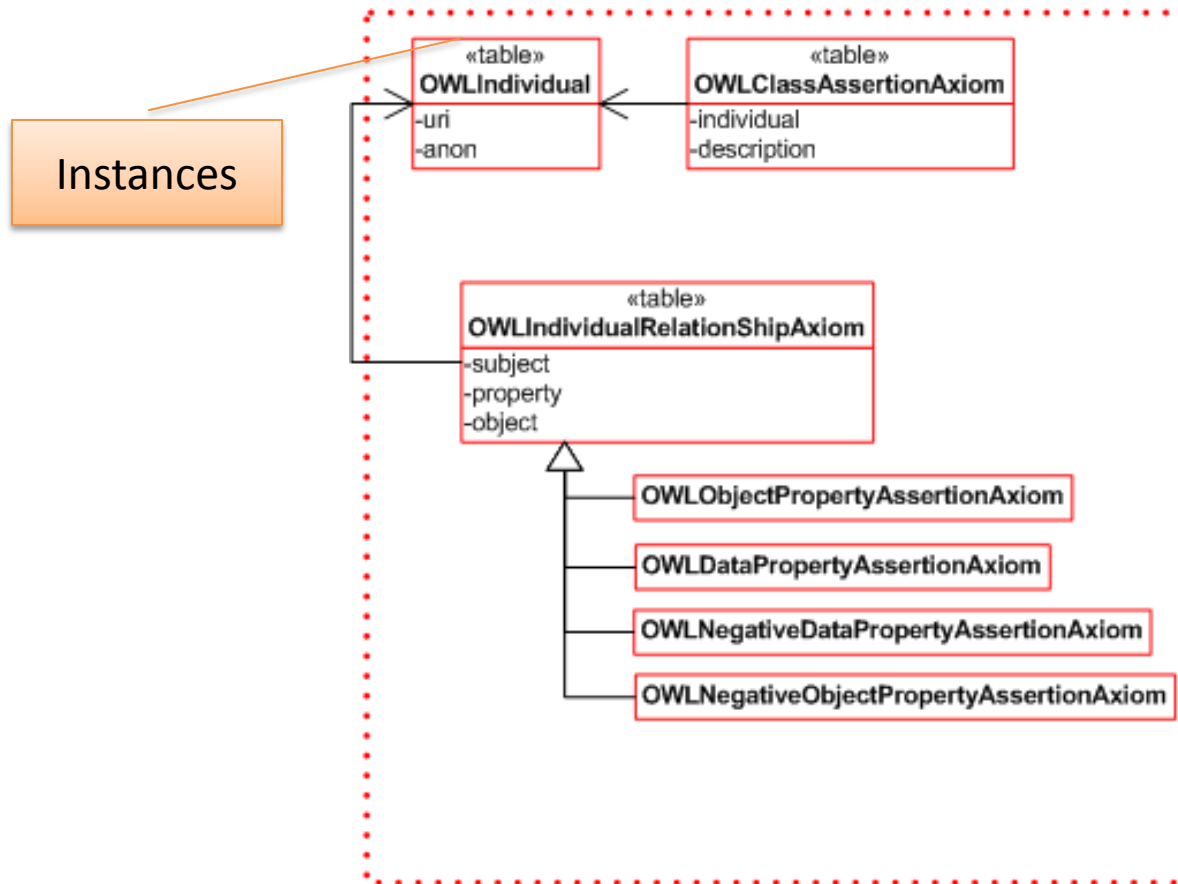 «table»
OWLIndividual
-uri
-anon
«table»
OWLClassAssertionAxiom
-individual
-description
Instances
«table»
OWLIndividualRelationShipAxiom
-subject
-property
-object
OWLObjectPropertyAssertionAxiom
OWLDataPropertyAssertionAxiom
OWLNegativeDataPropertyAssertionAxiom
OWLNegativeObjectPropertyAssertionAxiom